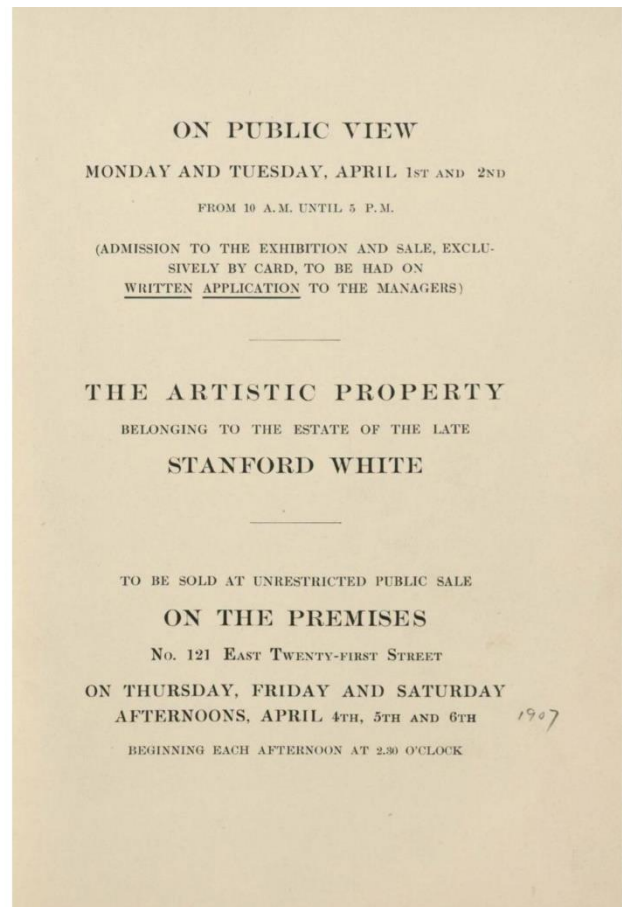 ON PUBLIC VIEW
MONDAY AND TUESDAY, APRIL 1ST AND 2ND
FROM 10 A.M. UNTIL 5 P.M.
(ADMISSION TO THE EXHIBITION AND SALE, EXCLU-
SIVELY BY CARD, TO BE HAD ON
WRITTEN APPLICATION TO THE MANAGERS)
THE ARTISTIC PROPERTY
BELONGING TO THE ESTATE OF THE LATE
STANFORD WHITE
TO BE SOLD AT UNRESTRICTED PUBLIC SALE
ON THE PREMISES
No. 121 EAST TWENTY-FIRST STREET
ON THURSDAY, FRIDAY AND SATURDAY
AFTERNOONS, APRIL 4TH, 5TH AND 6TH 1907
BEGINNING EACH AFTERNOON AT 2.30 O'CLOCK